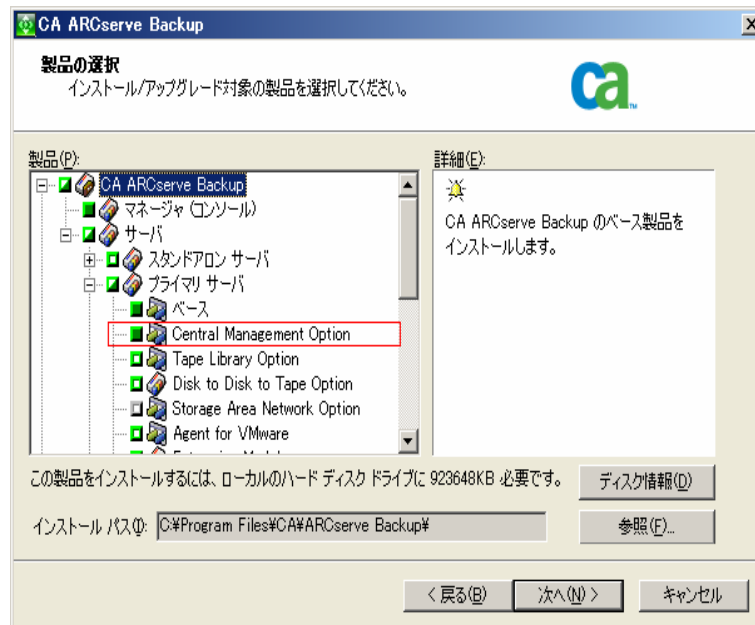 CA ARCserve Backup
製品の選択
インストール/アップグレード対象の製品を選択してください。
ca
製品(P):
CA ARCserve Backup
マネージャ (コンソール)
サーバ
スタンドアロン サーバ
プライマリ サーバ
ベース
Central Management Option
Tape Library Option
Disk to Disk to Tape Option
Storage Area Network Option
Agent for VMware
詳細(E):
CA ARCserve Backup のベース製品を
インストールします。
この製品をインストールするには、ローカルのハード ディスク ドライブに 923648KB 必要です。
ディスク情報(D)
インストール パス(I):
C:¥Program Files¥CA¥ARCserve Backup¥
参照(F)...
< 戻る(B)
次へ(N) >
キャンセル